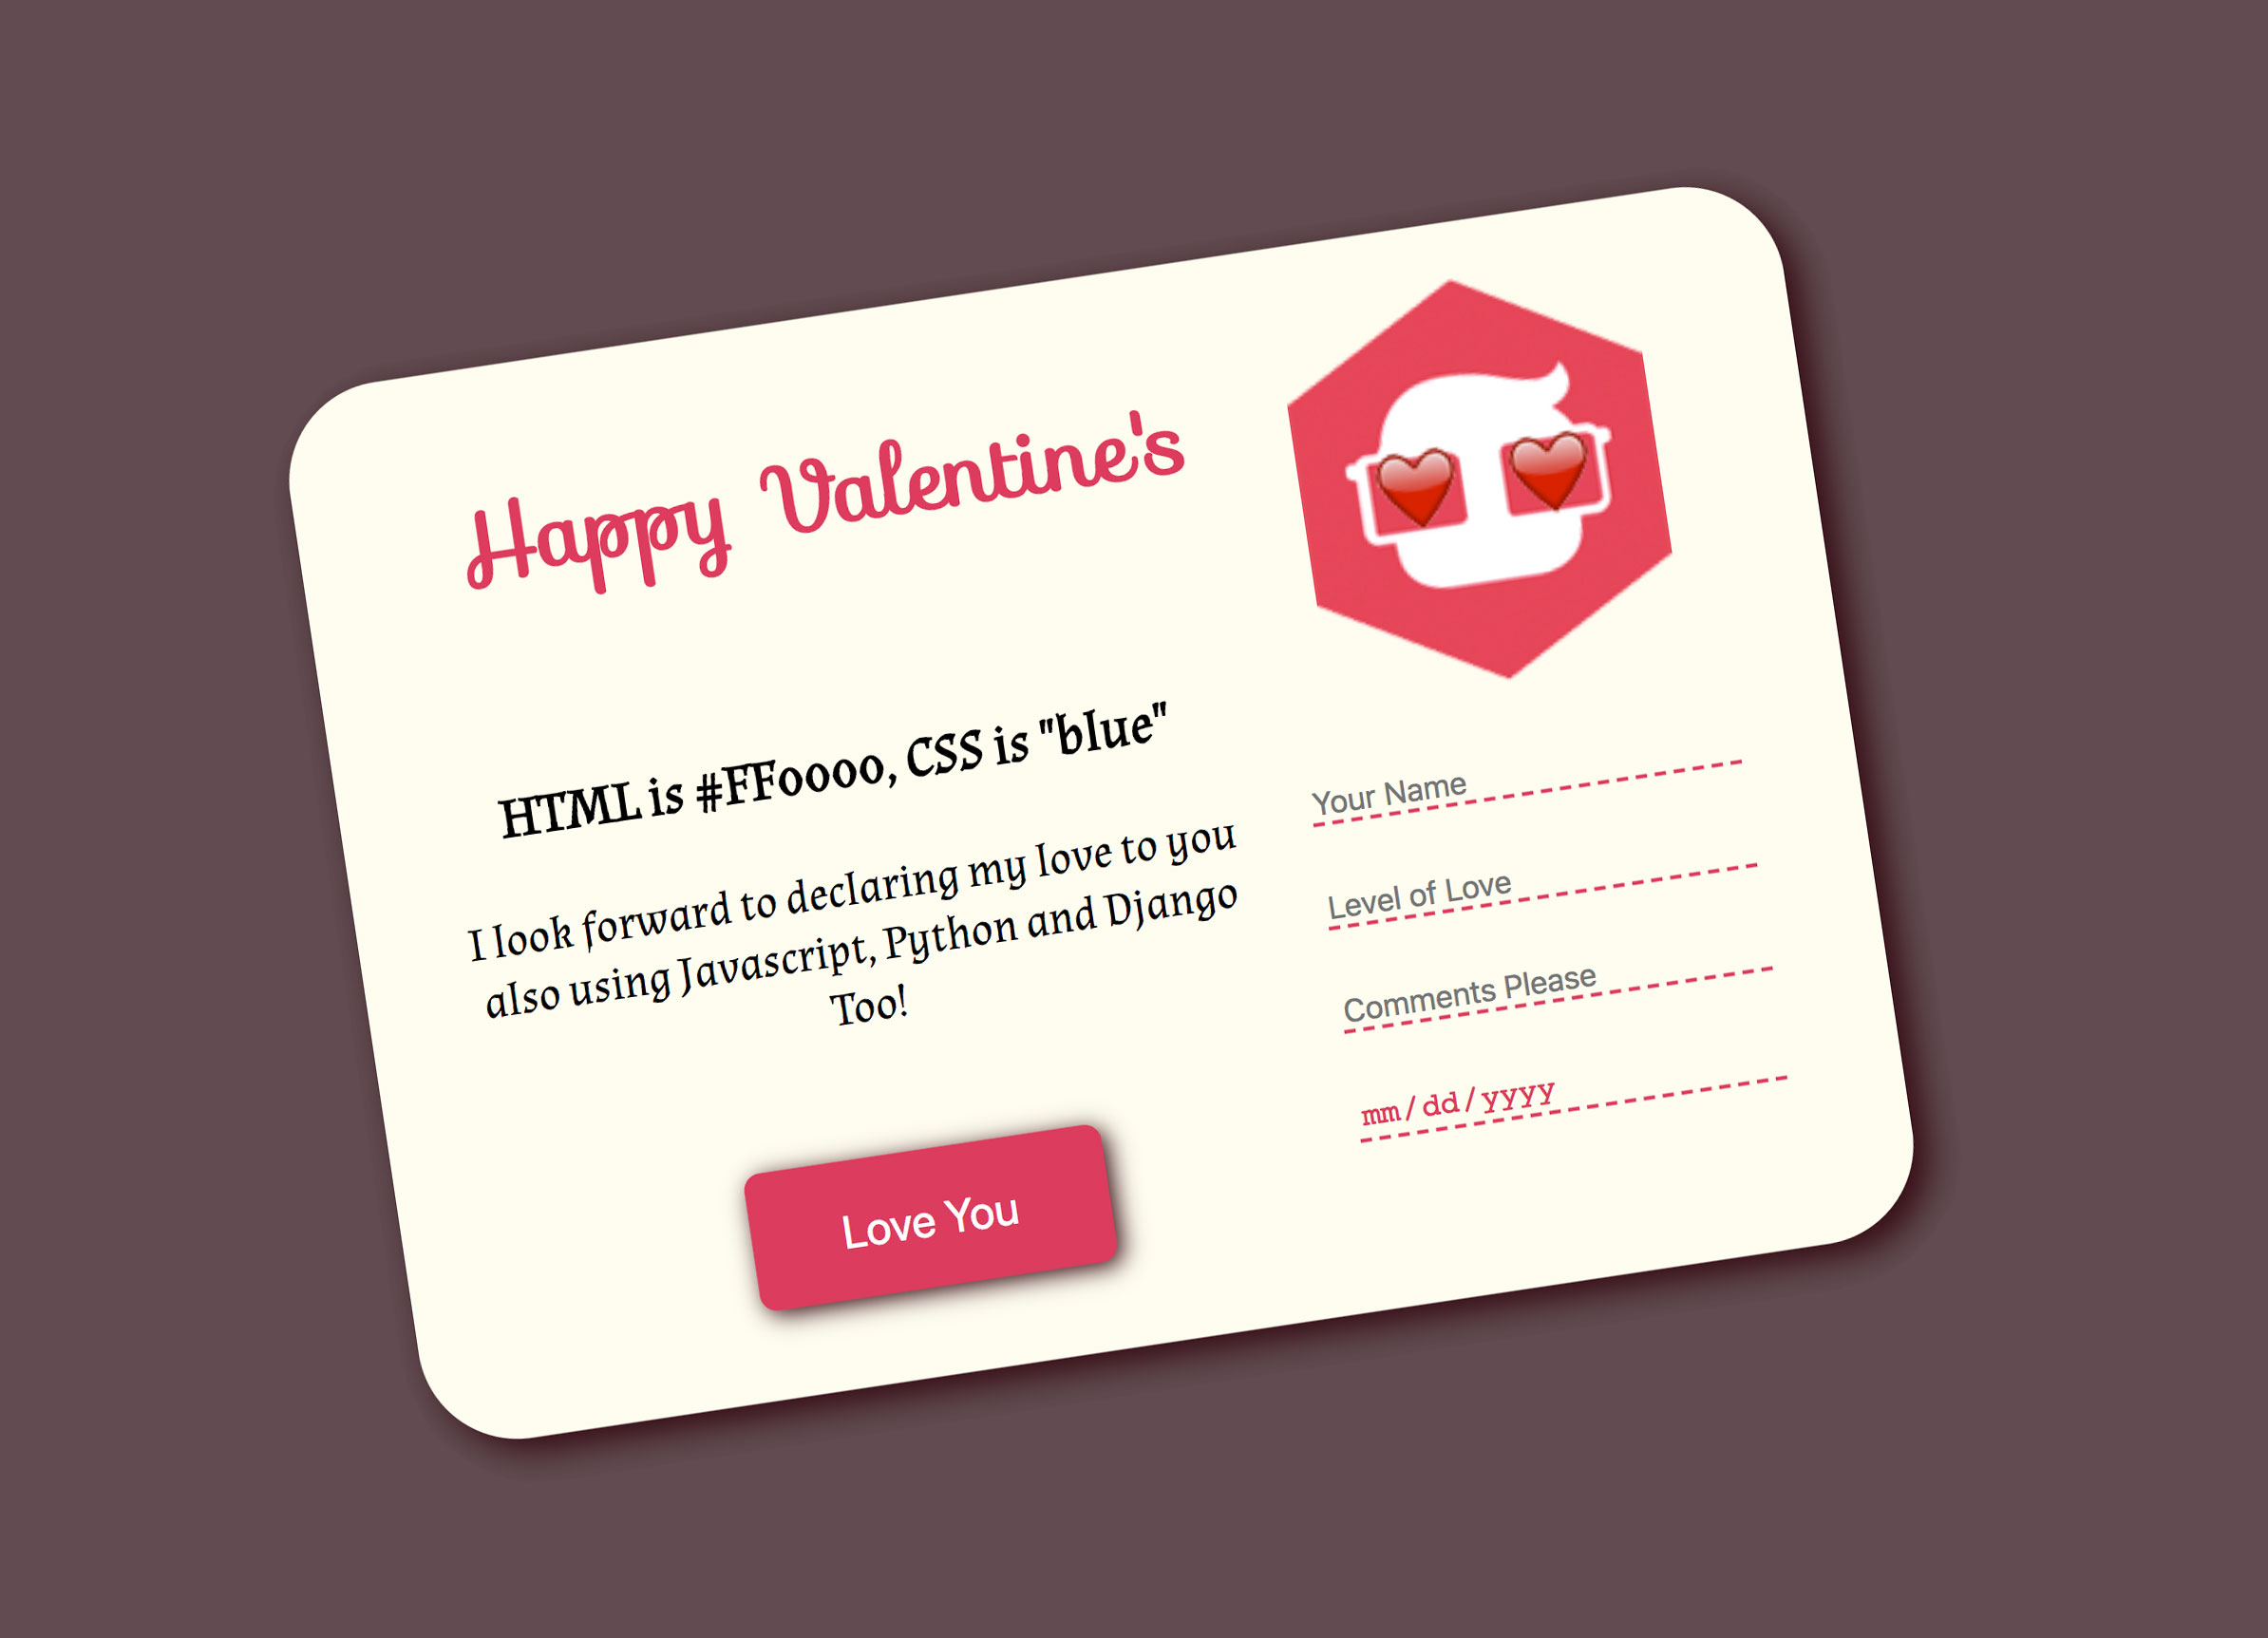 Happy Valentine's
HTML is #FF0000, CSS is "blue"
I look forward to declaring my love to you
also using Javascript, Python and Django
Too!
Love You
Your Name
Level of Love
Comments Please
mm/dd/yyyy